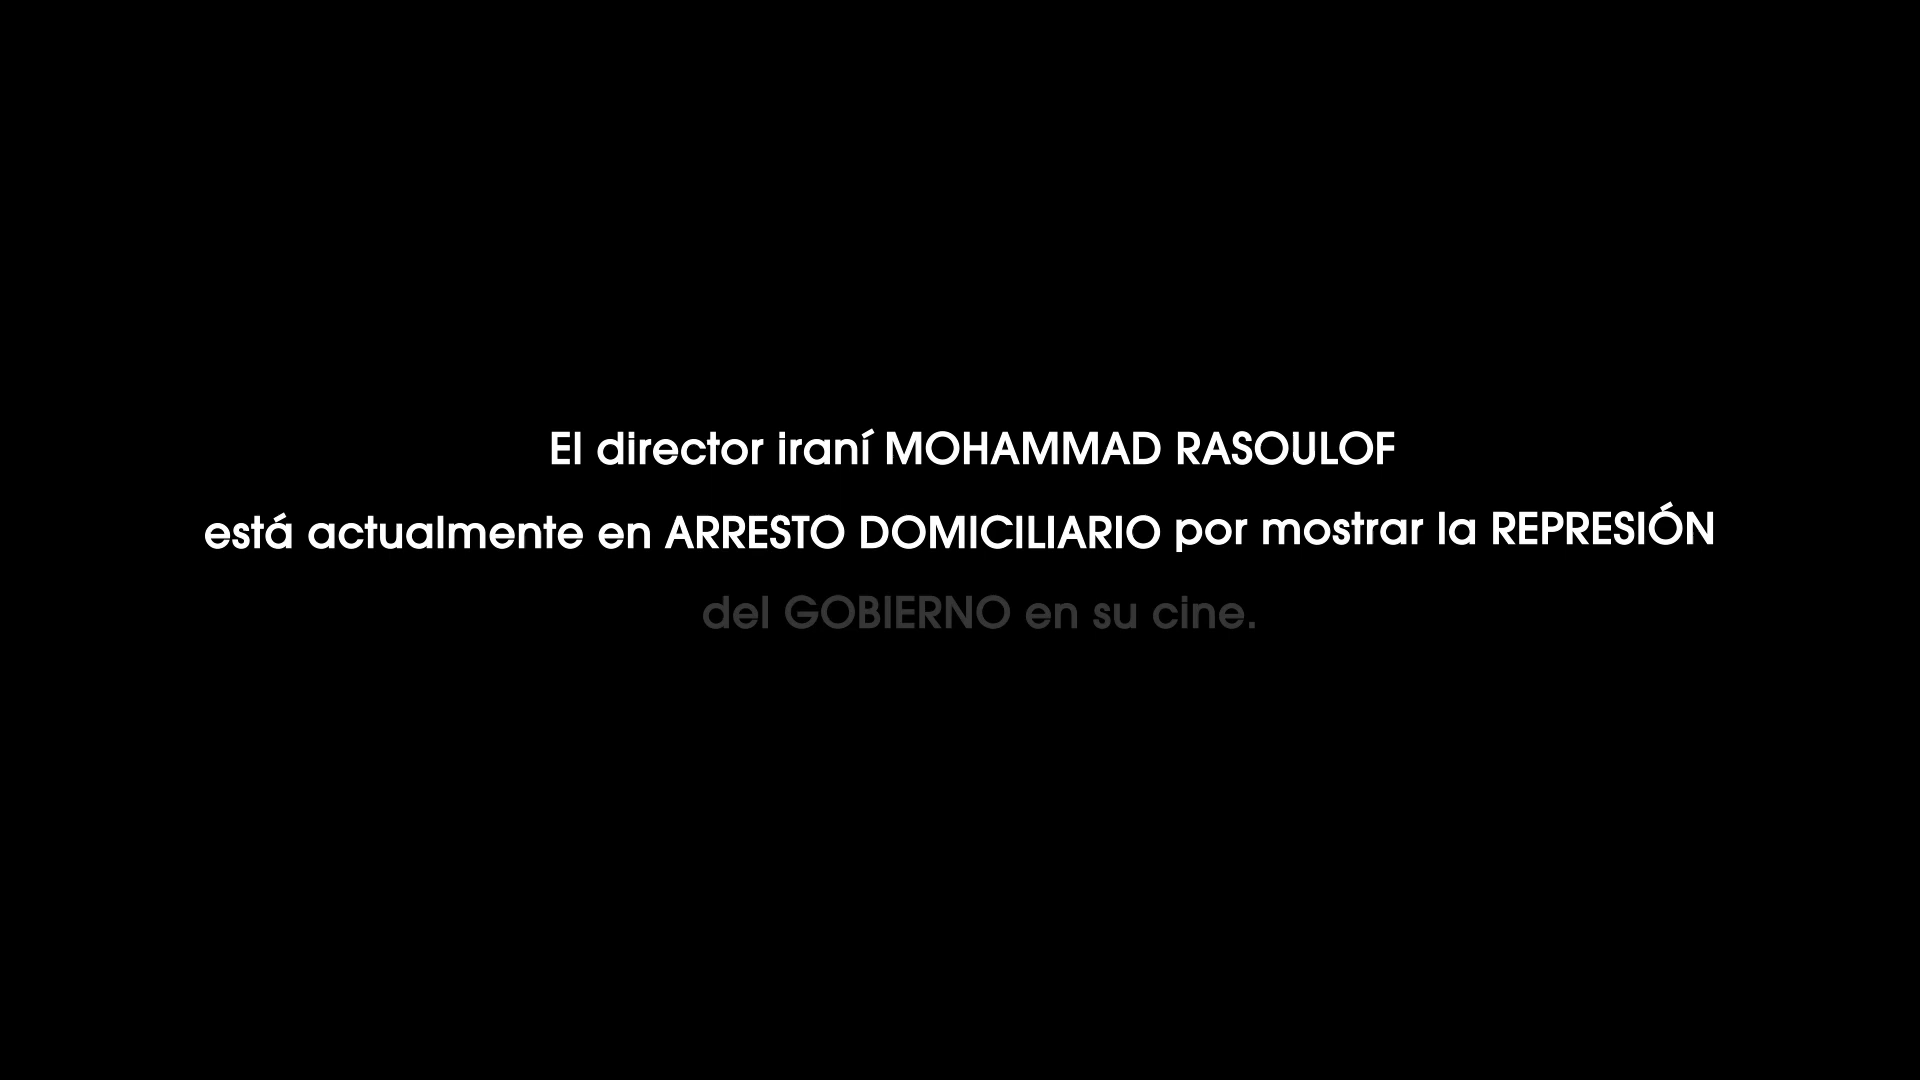 El director iraní MOHAMMAD RASOULOF
está actualmente en ARRESTO DOMICILIARIO por mostrar la REPRESIÓN
del GOBIERNO en su cine.